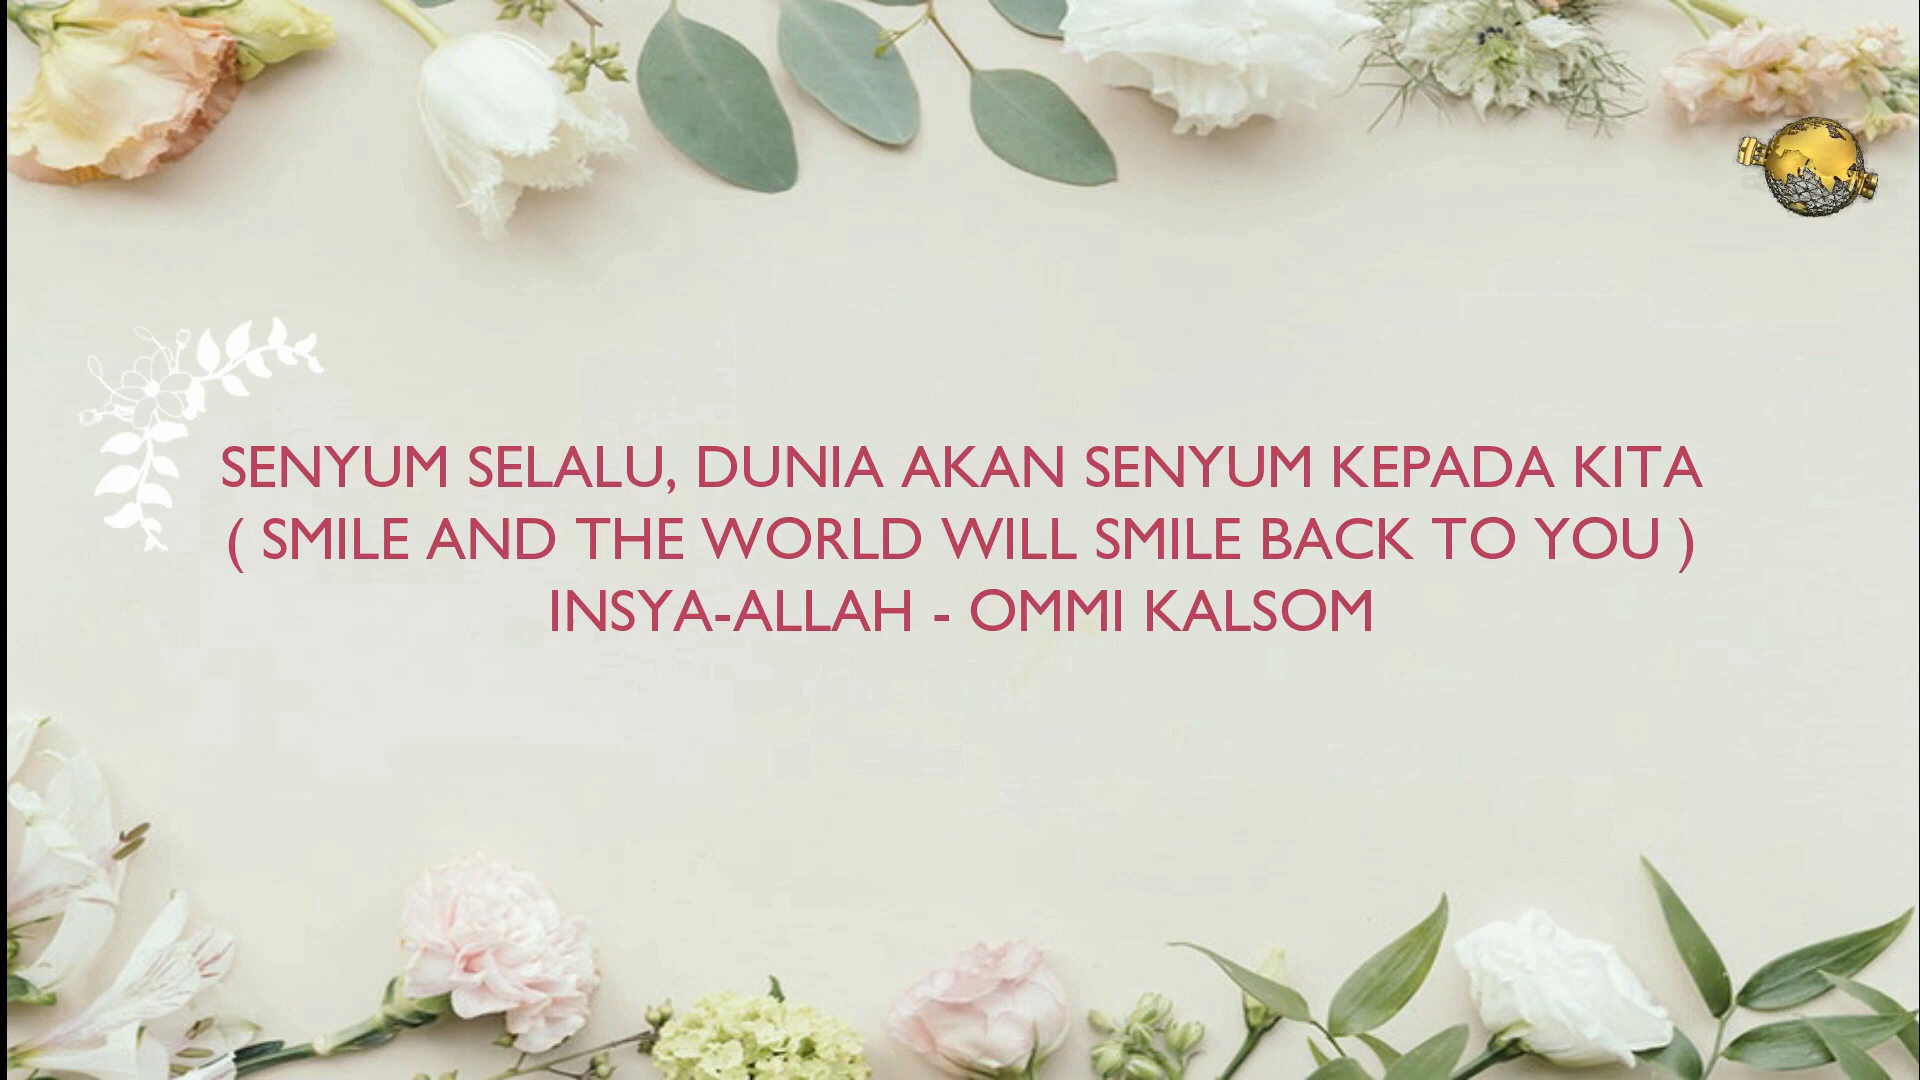 SENYUM SELALU, DUNIA AKAN SENYUM KEPADA KITA
( SMILE AND THE WORLD WILL SMILE BACK TO YOU )
INSYA-ALLAH - OMMI KALSOM